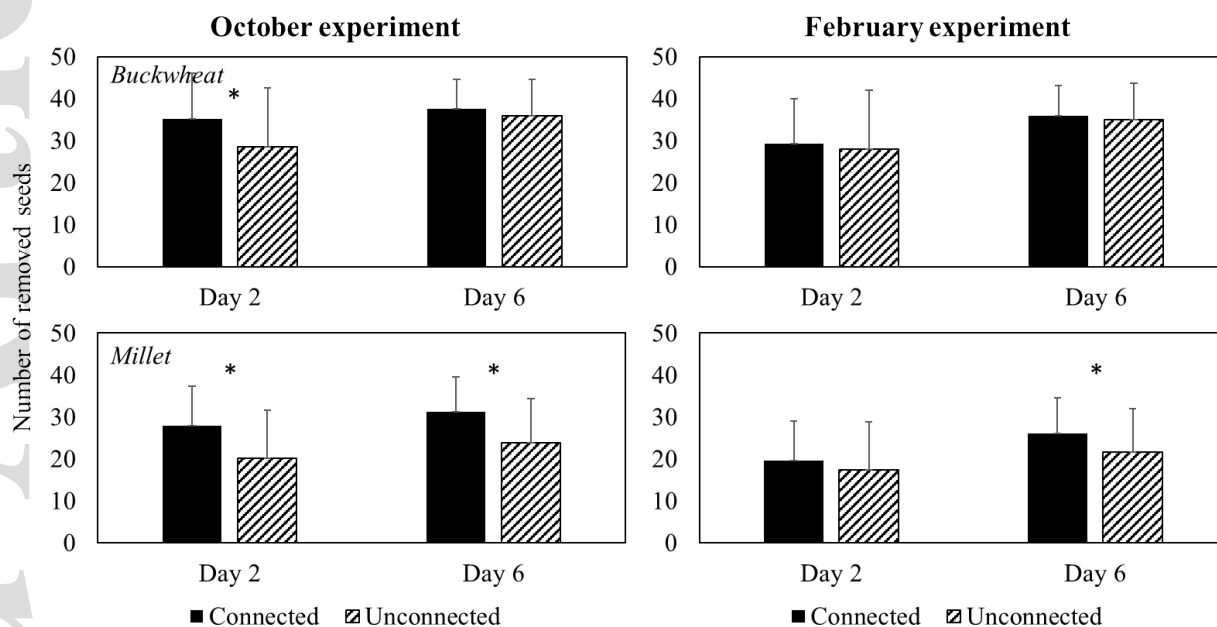 October experiment
February experiment
Number of removed seeds
50
40
30
20
10
0
Buckwheat
*
Day 2
Day 6
50
40
30
20
10
0
Day 2
Day 6
50
40
30
20
10
0
Millet
*
*
Day 2
Day 6
50
40
30
20
10
0
*
Day 2
Day 6
Connected Unconnected
Connected Unconnected